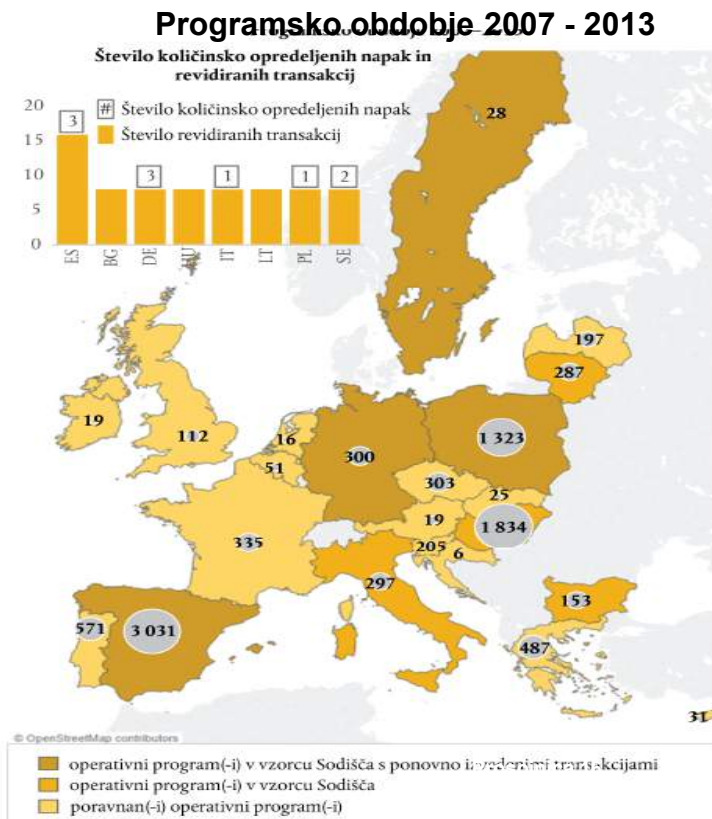 Programsko obdobje 2007 - 2013
Število količinsko opredeljenih napak in
revidiranih transakcij
# Število količinsko opredeljenih napak
Število revidiranih transakcij
20
15
10
5
0
3
3
1
1
2
ES
BG
DE
HU
IT
LT
PL
SE
28
197
287
19
112
16
51
300
1 323
303
25
19
1 834
335
205
6
297
153
571
3 031
487
31
© OpenStreetMap contributors
operativni program(-i) v vzorcu Sodišča s ponovno izvedenimi transakcijami
operativni program(-i) v vzorcu Sodišča
poravnan(-i) operativni program(-i)